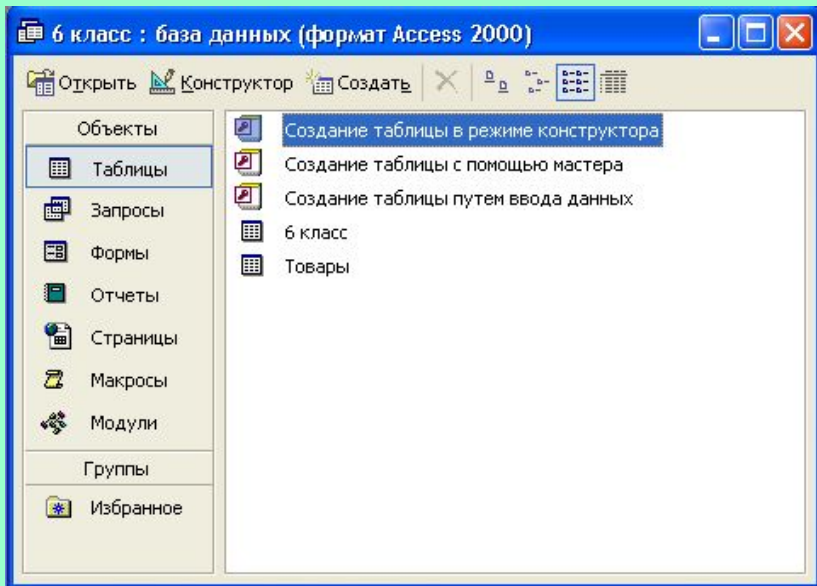 6 класс : база данных (формат Access 2000)
Открыть Конструктор Создать
Объекты
Таблицы
Запросы
Формы
Отчеты
Страницы
Макросы
Модули
Группы
Избранное
Создание таблицы в режиме конструктора
Создание таблицы с помощью мастера
Создание таблицы путем ввода данных
6 класс
Товары